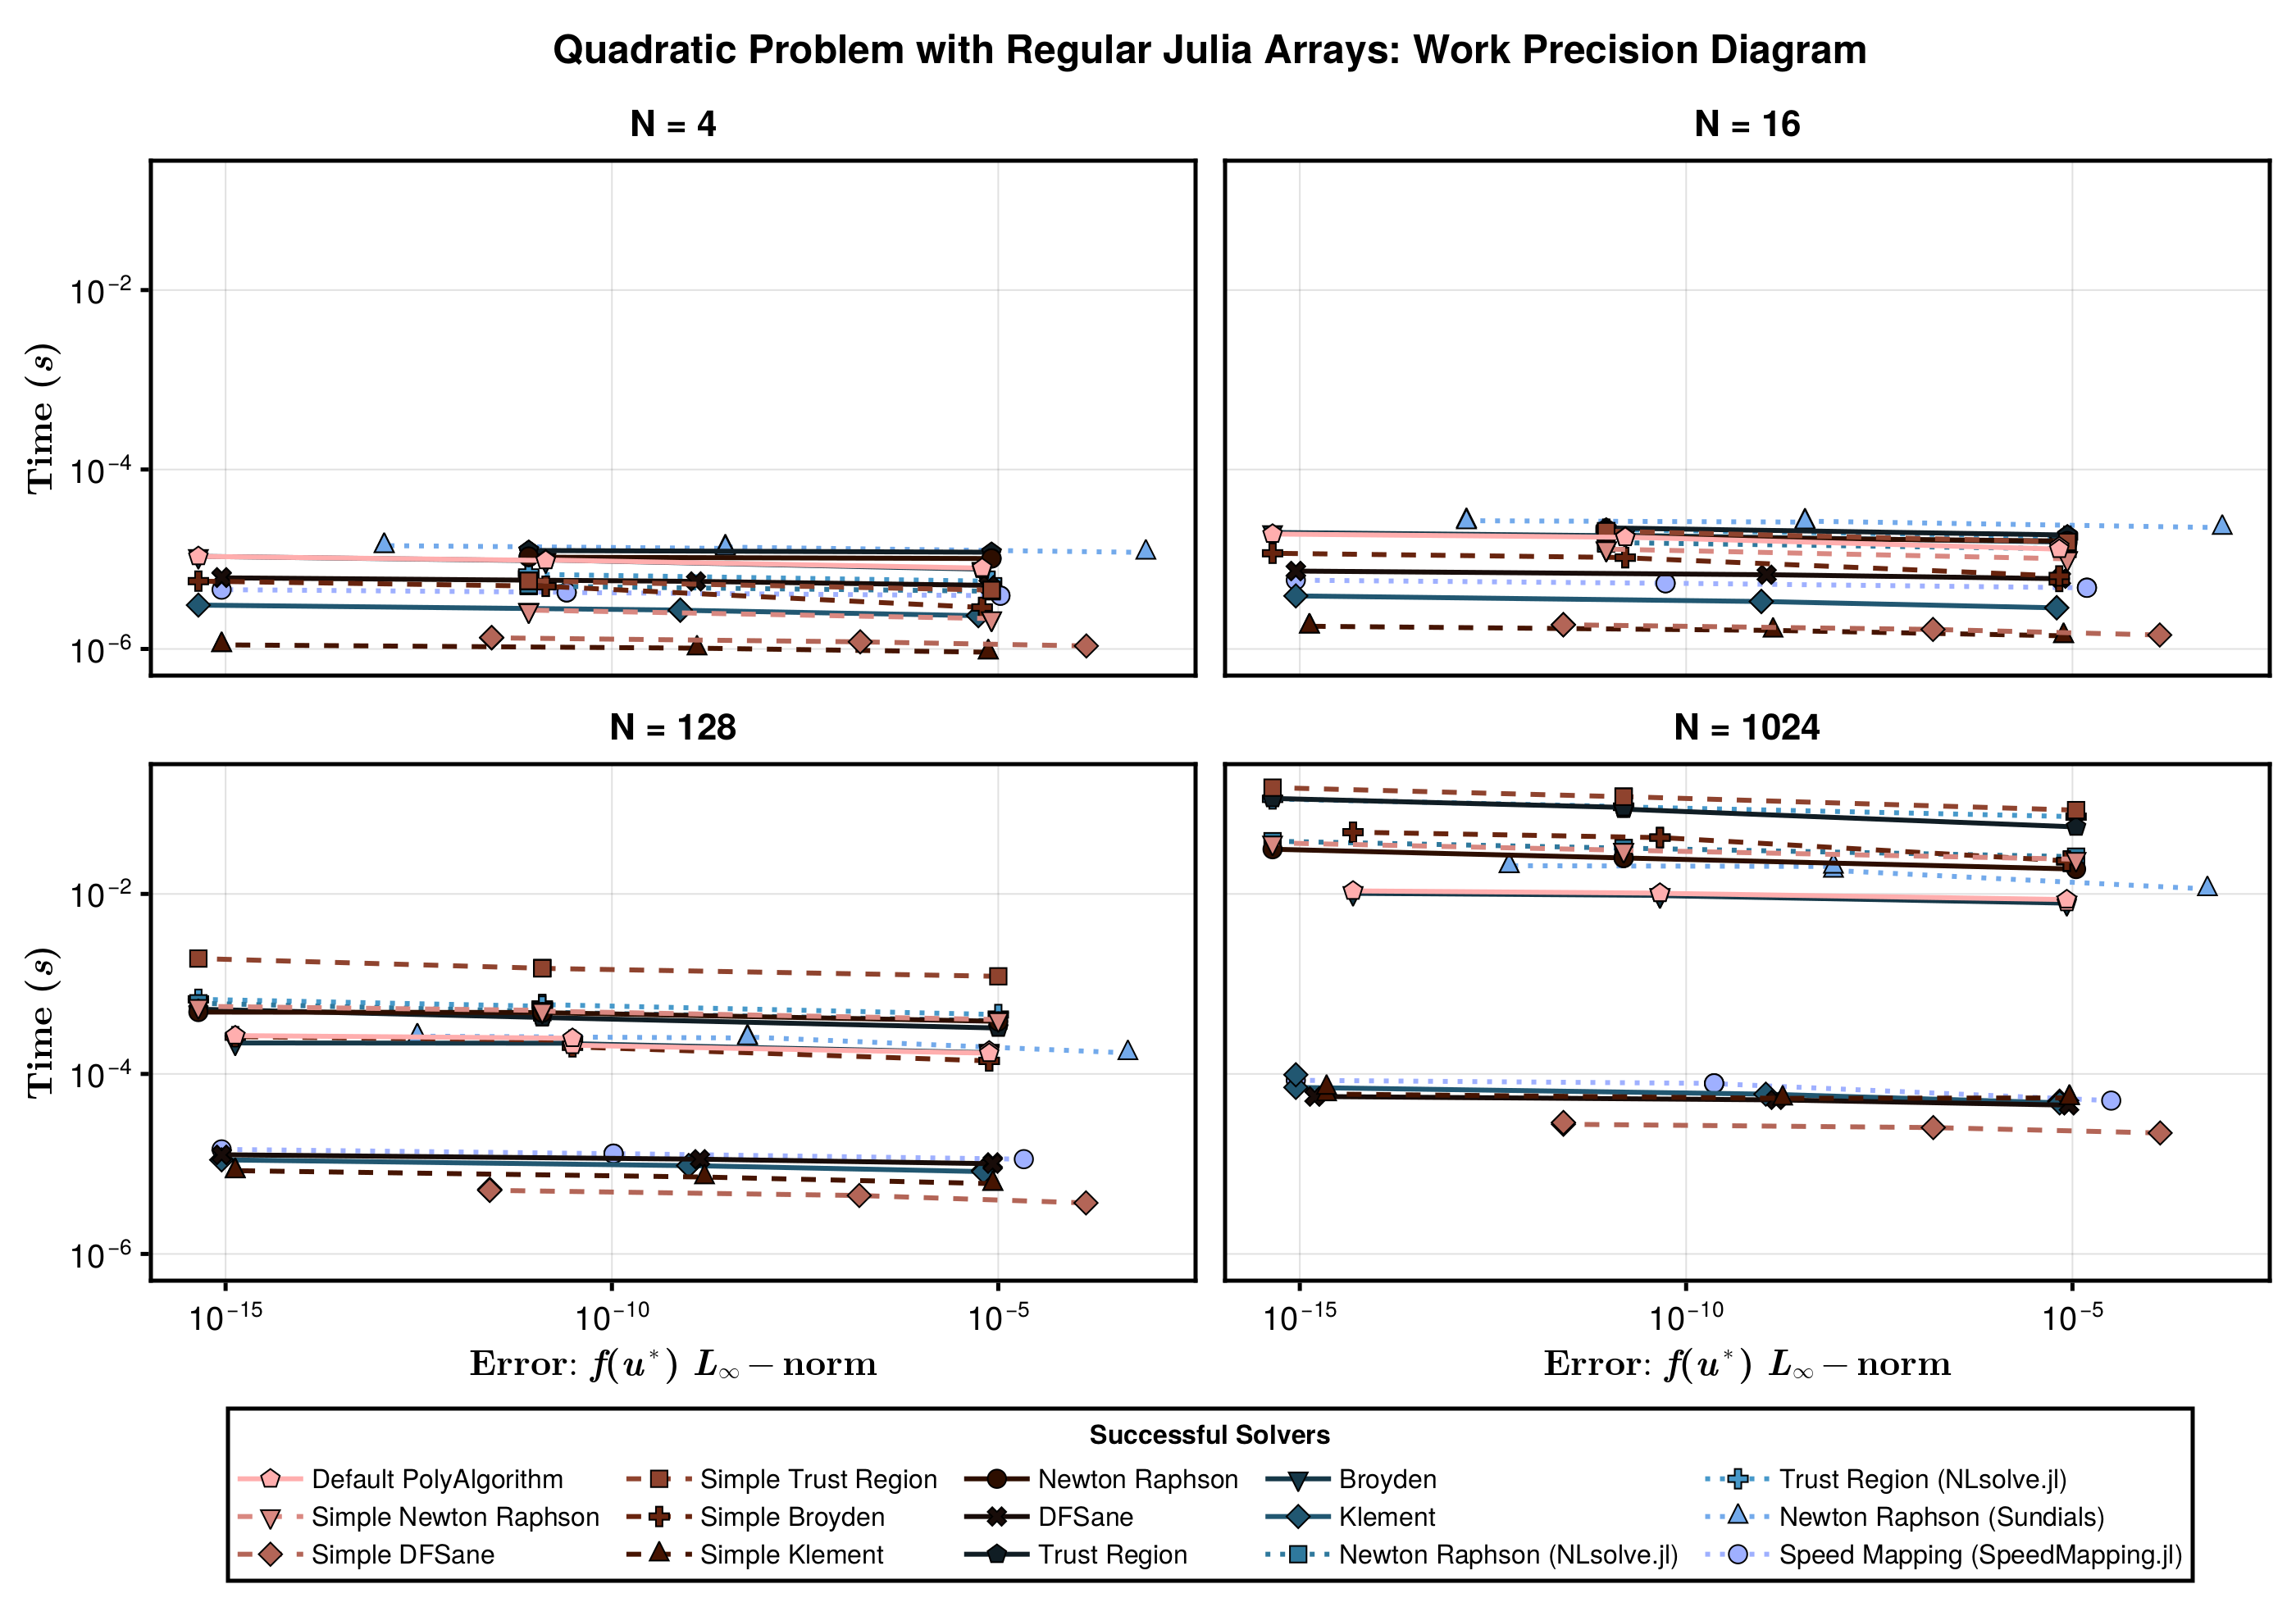 Quadratic Problem with Regular Julia Arrays: Work Precision Diagram
N = 4
N = 16
Time (s)
10^-2
10^-4
10^-6
N = 128
N = 1024
Time (s)
10^-2
10^-4
10^-6
10^-15 10^-10 10^-5
10^-15 10^-10 10^-5
Error: f(u*) L∞ − norm
Error: f(u*) L∞ − norm
Successful Solvers
Default PolyAlgorithm Simple Trust Region Newton Raphson Broyden Trust Region (NLsolve.jl)
Simple Newton Raphson Simple Broyden DFSane Klement Newton Raphson (Sundials)
Simple DFSane Simple Klement Trust Region Newton Raphson (NLsolve.jl) Speed Mapping (SpeedMapping.jl)